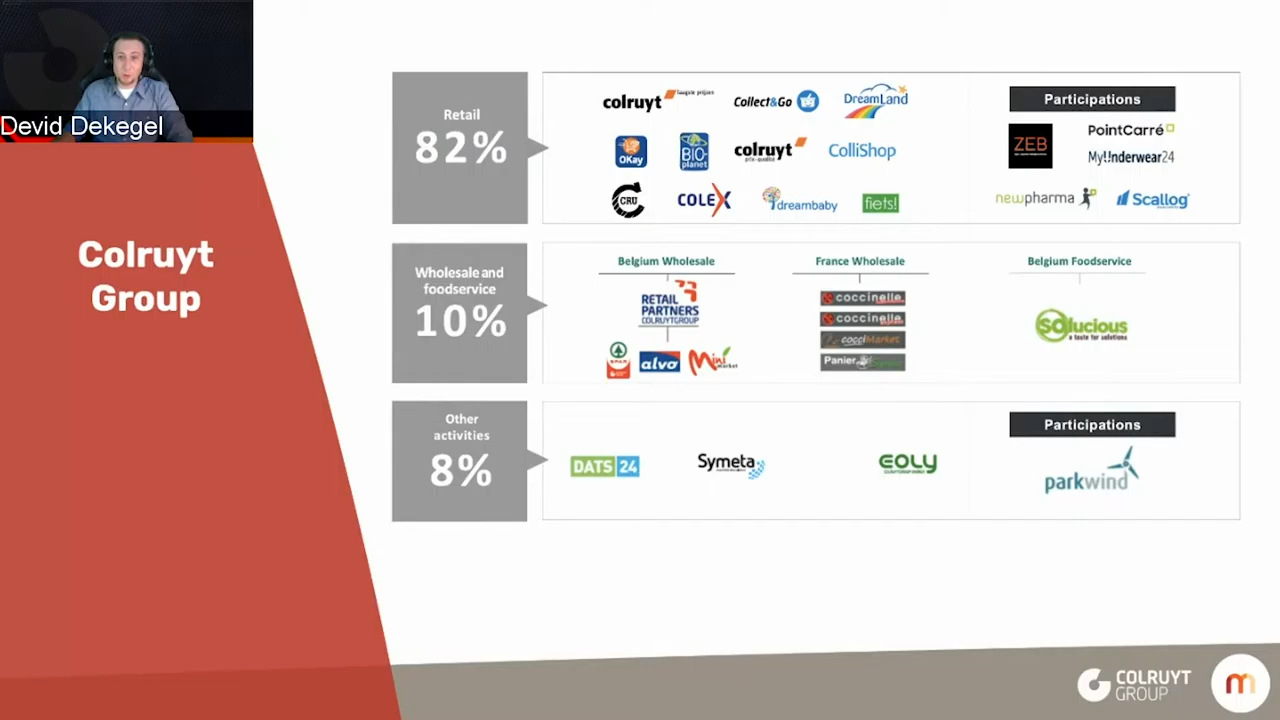 Devid Dekegel
Colruyt
Group
Retail
82%
colruyt laagste prijzen
Collect&Go
DreamLand
OKay
BIO
planet
colruyt
prix-qualité
ColliShop
CRU
COLEX
dreambaby
fiets!
Participations
ZEB
PointCarré
My!nderwear24
newpharma
Scallog
Wholesale and
foodservice
10%
Belgium Wholesale
RETAIL
PARTNERS
COLRUYTGROUP
SPAR
alvo
Mini
market
France Wholesale
coccinelle
coccinelle
cocciMarket
Panier
Belgium Foodservice
solucious
a taste for solutions
Other
activities
8%
DATS 24
Symeta
EOLY
Participations
parkwind
COLRUYT
GROUP
m